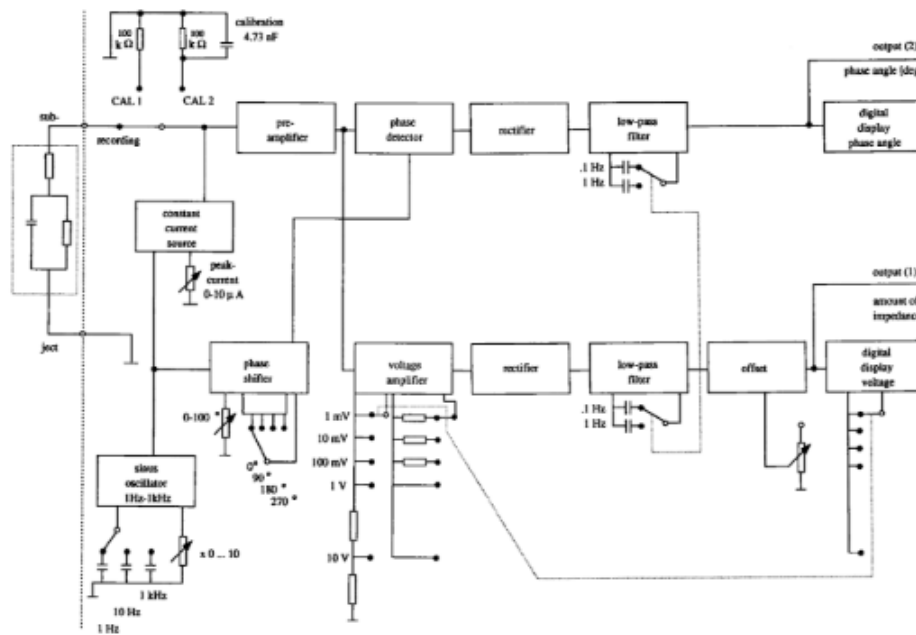 100
k Ω
100
k Ω
calibration
4.73 nF
CAL 1
CAL 2
sub-
recording
pre-
amplifier
phase
detector
rectifier
low-pass
filter
.1 Hz
1 Hz
output (2)
phase angle [deg
digital
display
phase angle
constant
current
source
peak-
current
0-10 µA
ject
phase
shifter
0-100 °
0°
90°
180°
270°
voltage
amplifier
1 mV
10 mV
100 mV
1 V
10 V
rectifier
low-pass
filter
.1 Hz
1 Hz
offset
output (1)
amount of
impedance
digital
display
voltage
sinus
oscillator
1Hz-1kHz
x 0 ... 10
1 kHz
10 Hz
1 Hz